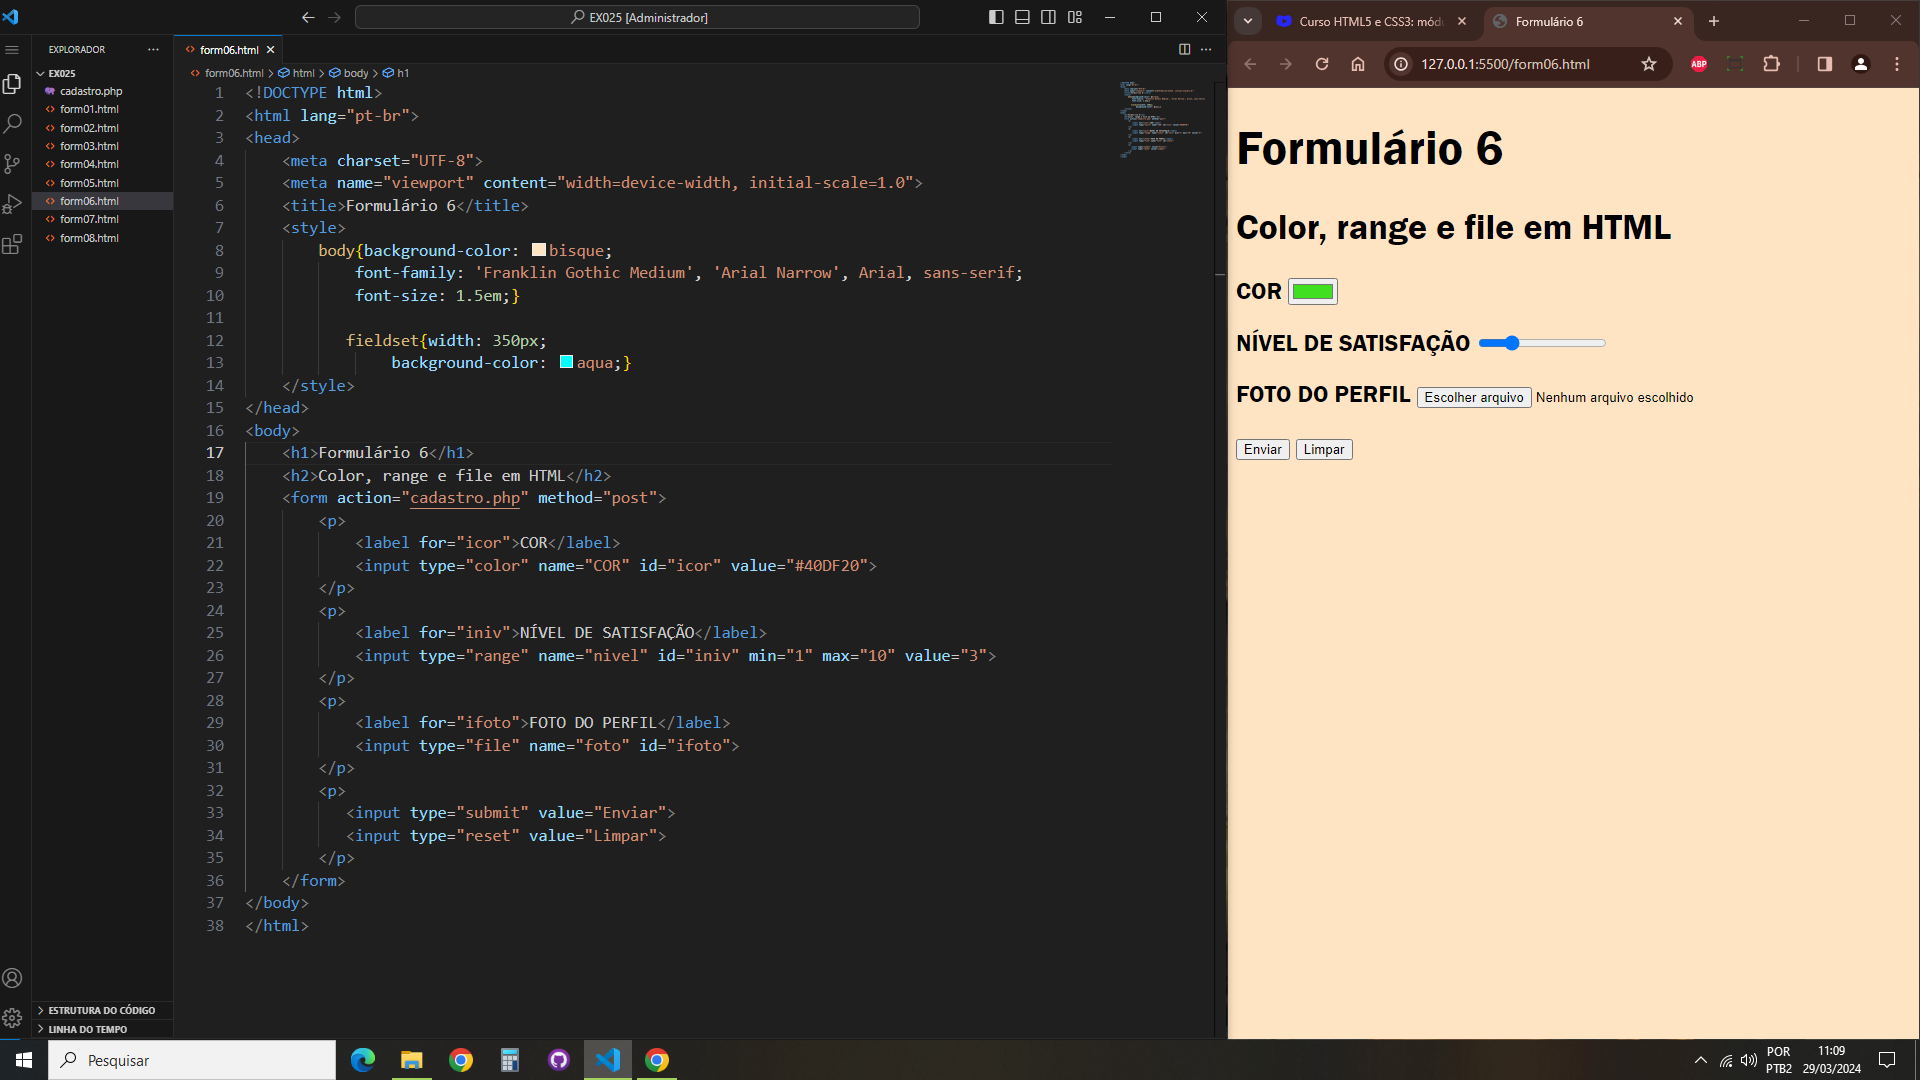 EX025 [Administrador]
EXPLORADOR
EX025
cadastro.php
form01.html
form02.html
form03.html
form04.html
form05.html
form06.html
form07.html
form08.html
ESTRUTURA DO CÓDIGO
LINHA DO TEMPO
form06.html
form06.html > html > body > h1
1 <!DOCTYPE html>
2 <html lang="pt-br">
3 <head>
4 <meta charset="UTF-8">
5 <meta name="viewport" content="width=device-width, initial-scale=1.0">
6 <title>Formulário 6</title>
7 <style>
8 body{background-color: bisque;
9 font-family: 'Franklin Gothic Medium', 'Arial Narrow', Arial, sans-serif;
10 font-size: 1.5em;}
11
12 fieldset{width: 350px;
13 background-color: aqua;}
14 </style>
15 </head>
16 <body>
17 <h1>Formulário 6</h1>
18 <h2>Color, range e file em HTML</h2>
19 <form action="cadastro.php" method="post">
20 <p>
21 <label for="icor">COR</label>
22 <input type="color" name="COR" id="icor" value="#40DF20">
23 </p>
24 <p>
25 <label for="iniv">NÍVEL DE SATISFAÇÃO</label>
26 <input type="range" name="nivel" id="iniv" min="1" max="10" value="3">
27 </p>
28 <p>
29 <label for="ifoto">FOTO DO PERFIL</label>
30 <input type="file" name="foto" id="ifoto">
31 </p>
32 <p>
33 <input type="submit" value="Enviar">
34 <input type="reset" value="Limpar">
35 </p>
36 </form>
37 </body>
38 </html>
Curso HTML5 e CSS3: mód
Formulário 6
127.0.0.1:5500/form06.html
ABP
Formulário 6
Color, range e file em HTML
COR
NÍVEL DE SATISFAÇÃO
FOTO DO PERFIL Escolher arquivo Nenhum arquivo escolhido
Enviar Limpar
Pesquisar
POR
PTB2
11:09
29/03/2024